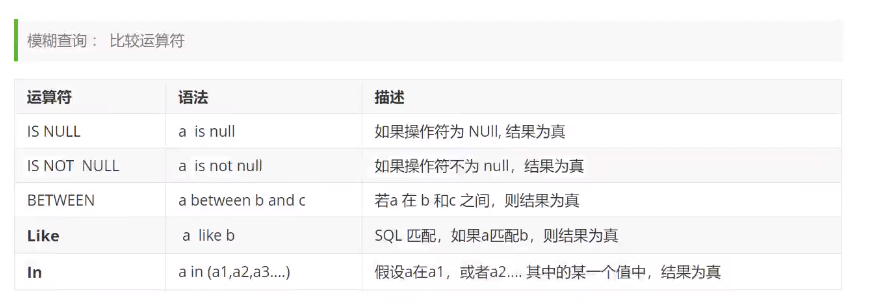 模糊查询： 比较运算符
运算符 语法 描述
IS NULL a is null 如果操作符为 NUll, 结果为真
IS NOT NULL a is not null 如果操作符不为 null，结果为真
BETWEEN a between b and c 若a 在 b 和c 之间，则结果为真
Like a like b SQL 匹配，如果a匹配b，则结果为真
In a in (a1,a2,a3....) 假设a在a1，或者a2.... 其中的某一个值中，结果为真